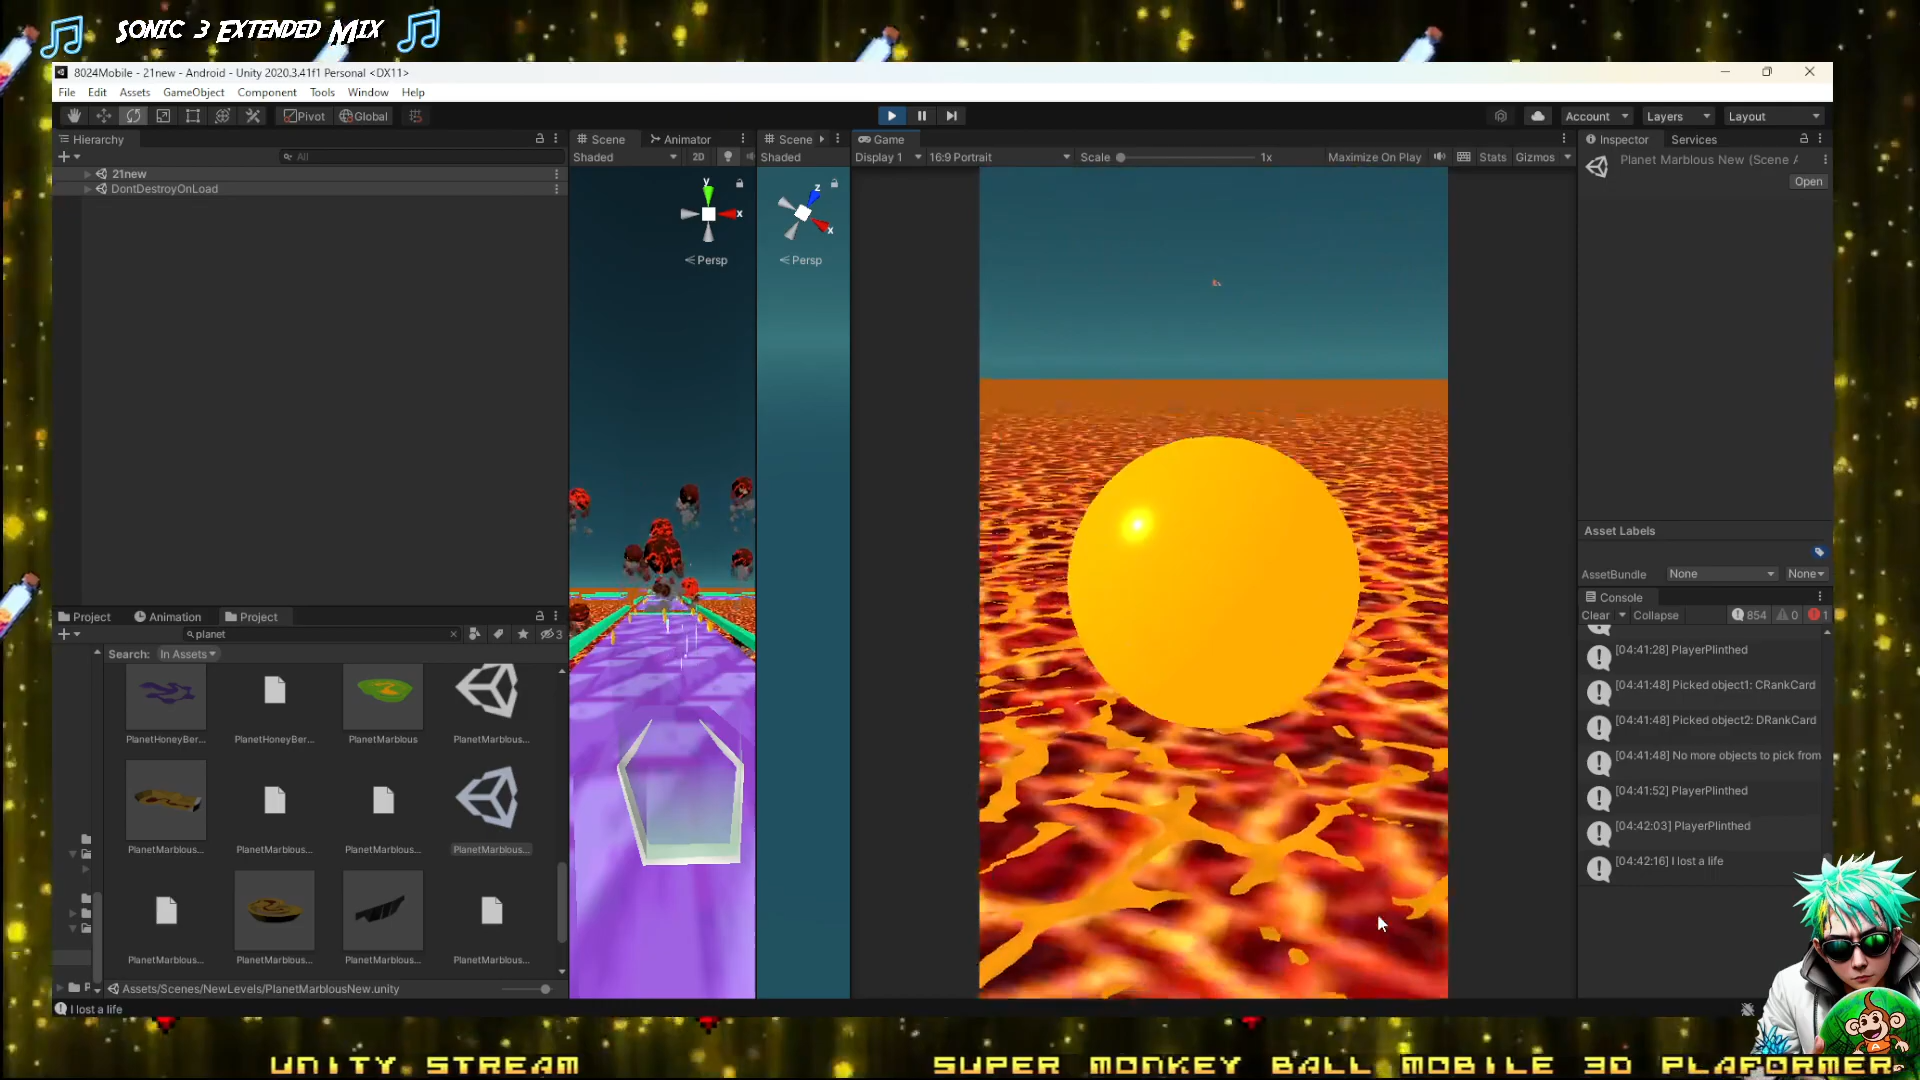 Sonic 3 Extended Mix
8024Mobile - 21new - Android - Unity 2020.3.41f1 Personal <DX11>
File Edit Assets GameObject Component Tools Window Help
Pivot Global
Account Layers Layout
Hierarchy
All
21new
DontDestroyOnLoad
Scene Animator
Shaded 2D
y
x
Persp
Scene
Shaded
z
x
Persp
Game
Display 1 16:9 Portrait Scale 1x Maximize On Play Stats Gizmos
Inspector Services
Planet Marblous New (Scene A
Open
Asset Labels
AssetBundle None None
Console
Clear Collapse 854 0 1
[04:41:28] PlayerPlinthed
[04:41:48] Picked object1: CRankCard
[04:41:48] Picked object2: DRankCard
[04:41:48] No more objects to pick from
[04:41:52] PlayerPlinthed
[04:42:03] PlayerPlinthed
[04:42:16] I lost a life
Project Animation Project
planet
3
Search: In Assets
PlanetHoneyBer... PlanetHoneyBer... PlanetMarblous PlanetMarblous...
PlanetMarblous... PlanetMarblous... PlanetMarblous... PlanetMarblous...
PlanetMarblous... PlanetMarblous... PlanetMarblous... PlanetMarblous...
P
Assets/Scenes/NewLevels/PlanetMarblousNew.unity
I lost a life
UNITY STREAM
SUPER MONKEY BALL MOBILE 3D PLAFORMER